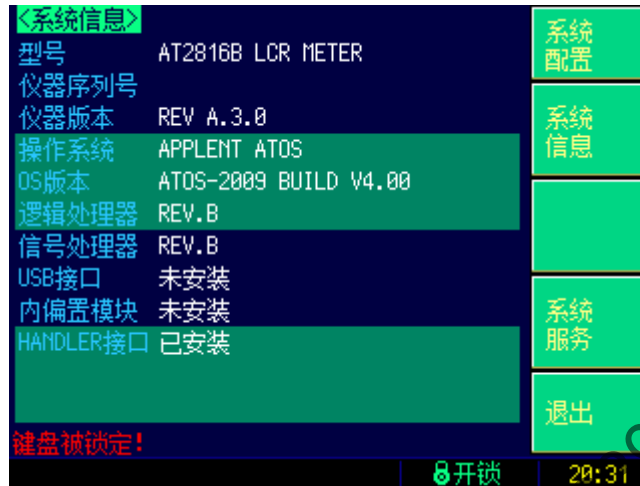 <系统信息>
型号 AT2816B LCR METER
仪器序列号
仪器版本 REV A.3.0
操作系统 APPLENT ATOS
OS版本 ATOS-2009 BUILD V4.00
逻辑处理器 REV.B
信号处理器 REV.B
USB接口 未安装
内偏置模块 未安装
HANDLER接口 已安装
键盘被锁定!
开锁 20:31
系统
配置
系统
信息
系统
服务
退出